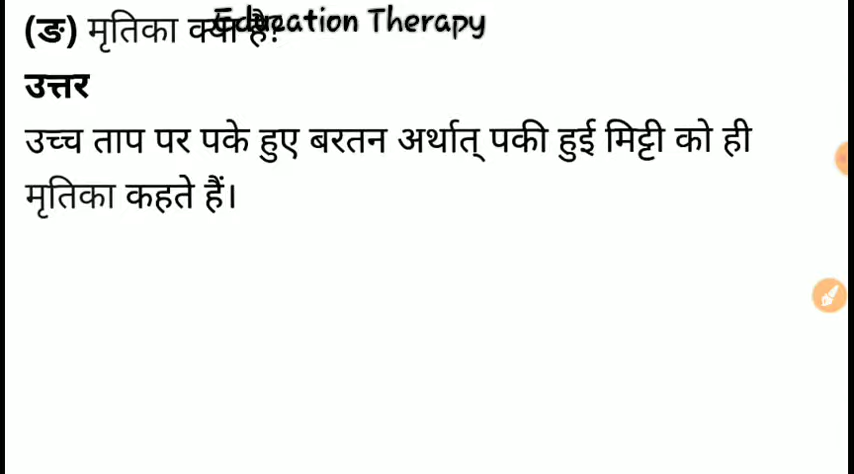 (ङ) मृतिका क्या है?
Education Therapy
उत्तर
उच्च ताप पर पके हुए बरतन अर्थात् पकी हुई मिट्टी को ही
मृतिका कहते हैं।